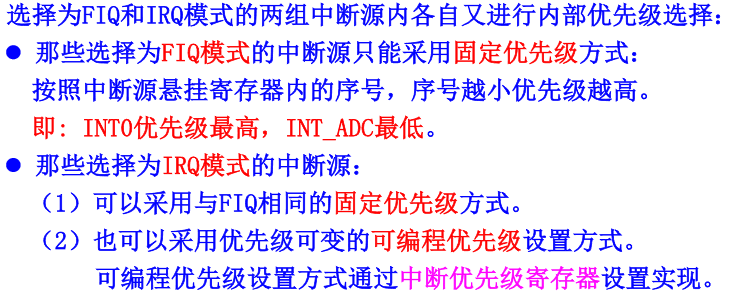 选择为FIQ和IRQ模式的两组中断源内各自又进行内部优先级选择：
● 那些选择为FIQ模式的中断源只能采用固定优先级方式：
按照中断源悬挂寄存器内的序号，序号越小优先级越高。
即: INT0优先级最高，INT_ADC最低。
● 那些选择为IRQ模式的中断源：
（1）可以采用与FIQ相同的固定优先级方式。
（2）也可以采用优先级可变的可编程优先级设置方式。
可编程优先级设置方式通过中断优先级寄存器设置实现。